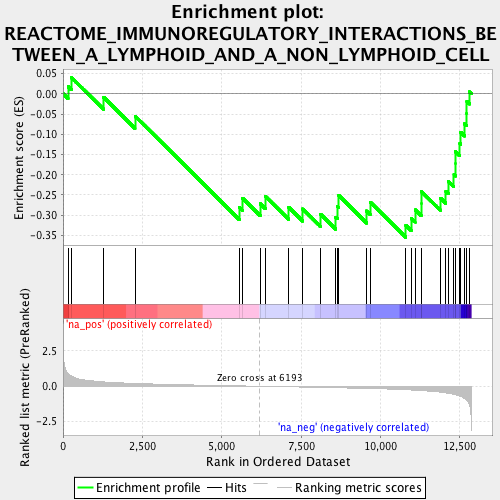 Enrichment plot:
REACTOME_IMMUNOREGULATORY_INTERACTIONS_BE
TWEEN_A_LYMPHOID_AND_A_NON_LYMPHOID_CELL
Enrichment score (ES)
0.05
0.00
-0.05
-0.10
-0.15
-0.20
-0.25
-0.30
-0.35
'na_pos' (positively correlated)
Ranked list metric (PreRanked)
2.5
0.0
-2.5
Zero cross at 6193
'na_neg' (negatively correlated)
0
2,500
5,000
7,500
10,000
12,500
Rank in Ordered Dataset
Enrichment profile
Hits
Ranking metric scores